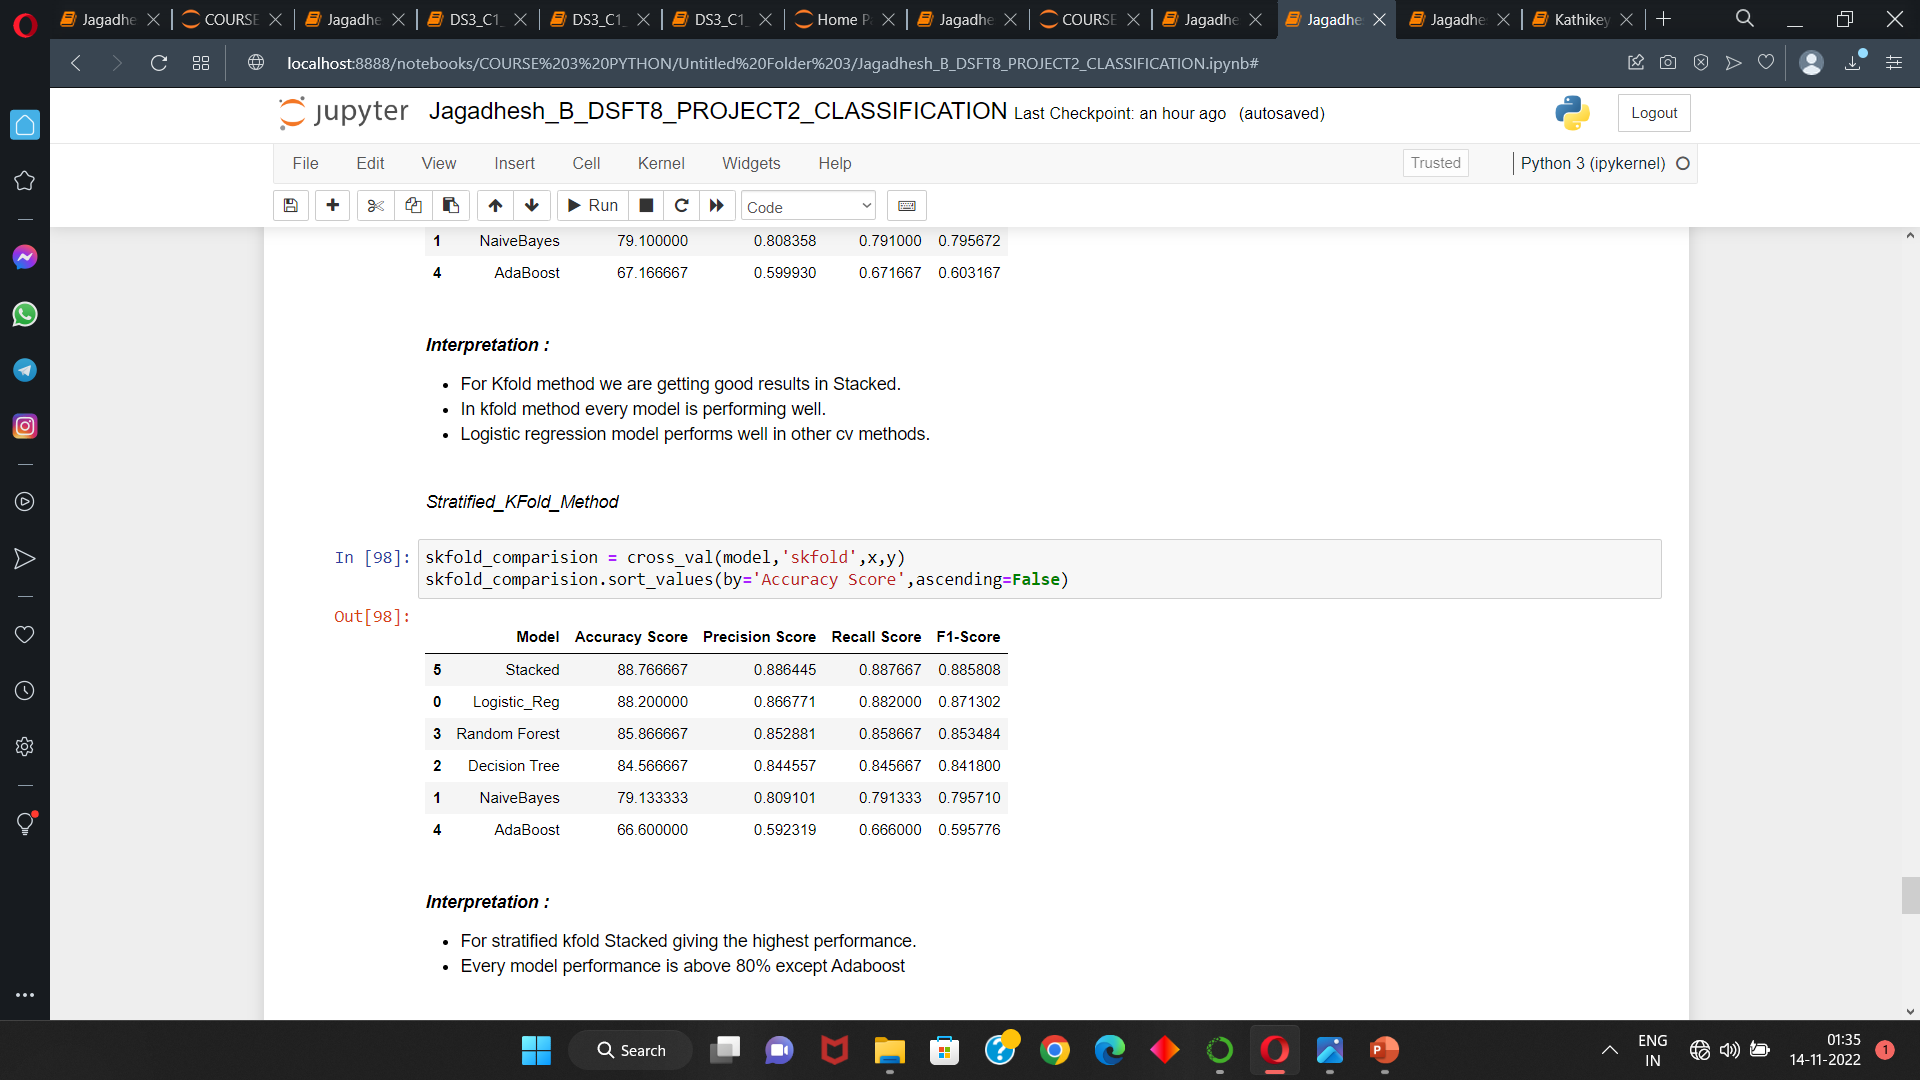 Jagadhe
COURSE
Jagadhe
DS3_C1_
DS3_C1_
DS3_C1_
Home P
Jagadhe
COURSE
Jagadhe
Jagadhe
Jagadhe
Kathikey
localhost:8888/notebooks/COURSE%203%20PYTHON/Untitled%20Folder%203/Jagadhesh_B_DSFT8_PROJECT2_CLASSIFICATION.ipynb#
jupyter Jagadhesh_B_DSFT8_PROJECT2_CLASSIFICATION Last Checkpoint: an hour ago (autosaved)
Logout
File Edit View Insert Cell Kernel Widgets Help
Trusted
Python 3 (ipykernel)
Run
Code
1 NaiveBayes 79.100000 0.808358 0.791000 0.795672
4 AdaBoost 67.166667 0.599930 0.671667 0.603167
Interpretation :
• For Kfold method we are getting good results in Stacked.
• In kfold method every model is performing well.
• Logistic regression model performs well in other cv methods.
Stratified_KFold_Method
In [98]: skfold_comparision = cross_val(model,'skfold',x,y)
skfold_comparision.sort_values(by='Accuracy Score',ascending=False)
Out[98]:
Model Accuracy Score Precision Score Recall Score F1-Score
5 Stacked 88.766667 0.886445 0.887667 0.885808
0 Logistic_Reg 88.200000 0.866771 0.882000 0.871302
3 Random Forest 85.866667 0.852881 0.858667 0.853484
2 Decision Tree 84.566667 0.844557 0.845667 0.841800
1 NaiveBayes 79.133333 0.809101 0.791333 0.795710
4 AdaBoost 66.600000 0.592319 0.666000 0.595776
Interpretation :
• For stratified kfold Stacked giving the highest performance.
• Every model performance is above 80% except Adaboost
Search
ENG
IN
01:35
14-11-2022
1